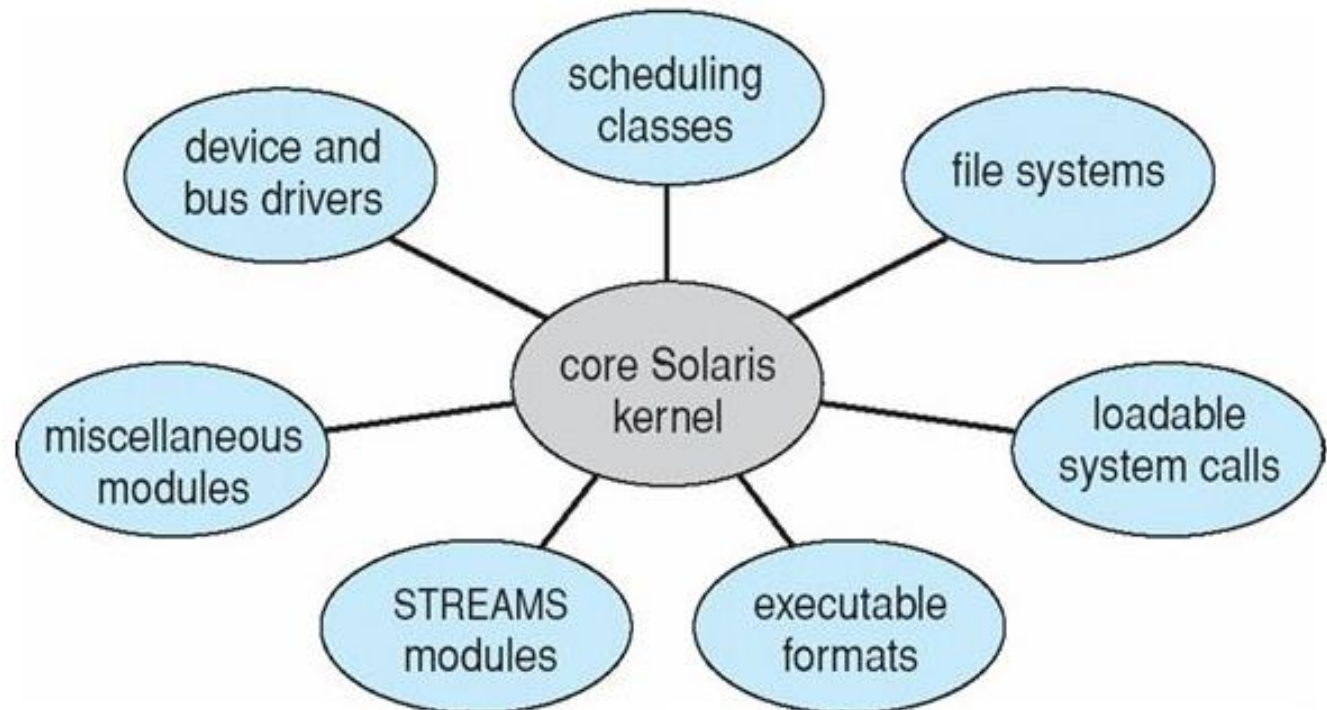 scheduling
classes
device and
bus drivers
file systems
core Solaris
kernel
miscellaneous
modules
loadable
system calls
STREAMS
modules
executable
formats